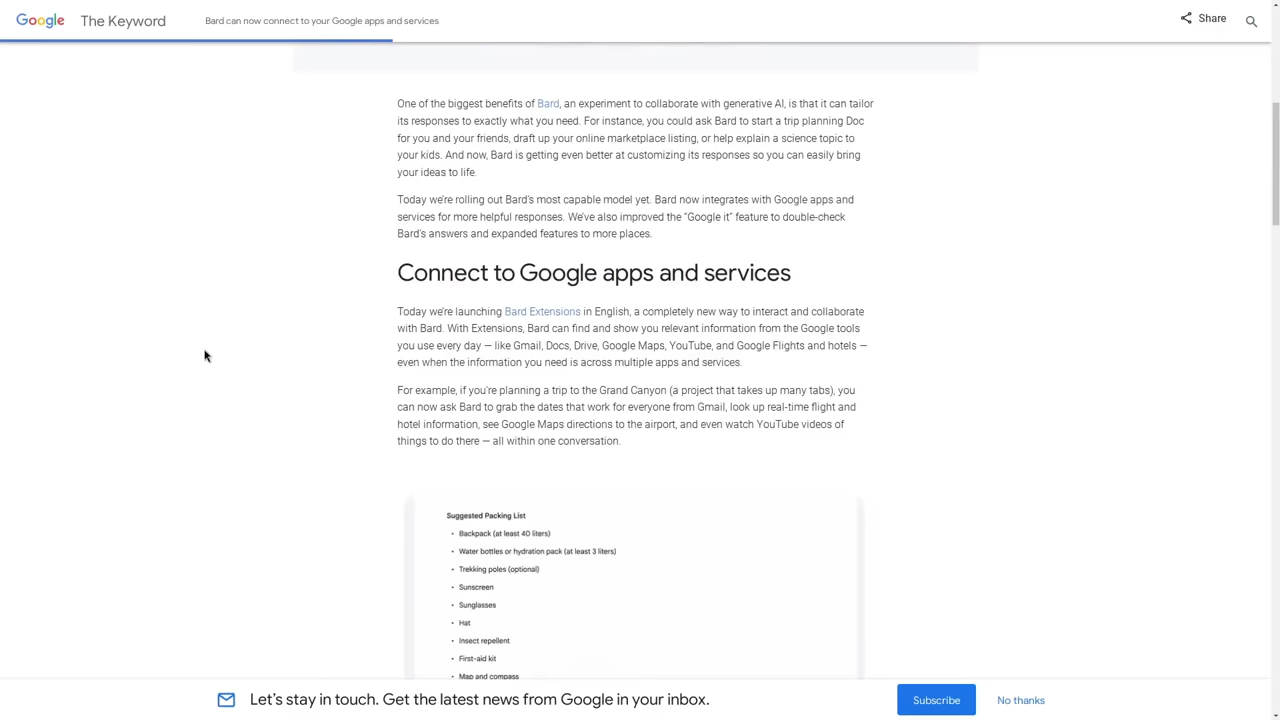 Google The Keyword Bard can now connect to your Google apps and services Share
One of the biggest benefits of Bard, an experiment to collaborate with generative AI, is that it can tailor
its responses to exactly what you need. For instance, you could ask Bard to start a trip planning Doc
for you and your friends, draft up your online marketplace listing, or help explain a science topic to
your kids. And now, Bard is getting even better at customizing its responses so you can easily bring
your ideas to life.
Today we're rolling out Bard's most capable model yet. Bard now integrates with Google apps and
services for more helpful responses. We've also improved the "Google it" feature to double-check
Bard's answers and expanded features to more places.
Connect to Google apps and services
Today we're launching Bard Extensions in English, a completely new way to interact and collaborate
with Bard. With Extensions, Bard can find and show you relevant information from the Google tools
you use every day — like Gmail, Docs, Drive, Google Maps, YouTube, and Google Flights and hotels —
even when the information you need is across multiple apps and services.
For example, if you're planning a trip to the Grand Canyon (a project that takes up many tabs), you
can now ask Bard to grab the dates that work for everyone from Gmail, look up real-time flight and
hotel information, see Google Maps directions to the airport, and even watch YouTube videos of
things to do there — all within one conversation.
Suggested Packing List
• Backpack (at least 40 liters)
• Water bottles or hydration pack (at least 3 liters)
• Trekking poles (optional)
• Sunscreen
• Sunglasses
• Hat
• Insect repellent
• First-aid kit
• Map and compass
Let's stay in touch. Get the latest news from Google in your inbox. Subscribe No thanks